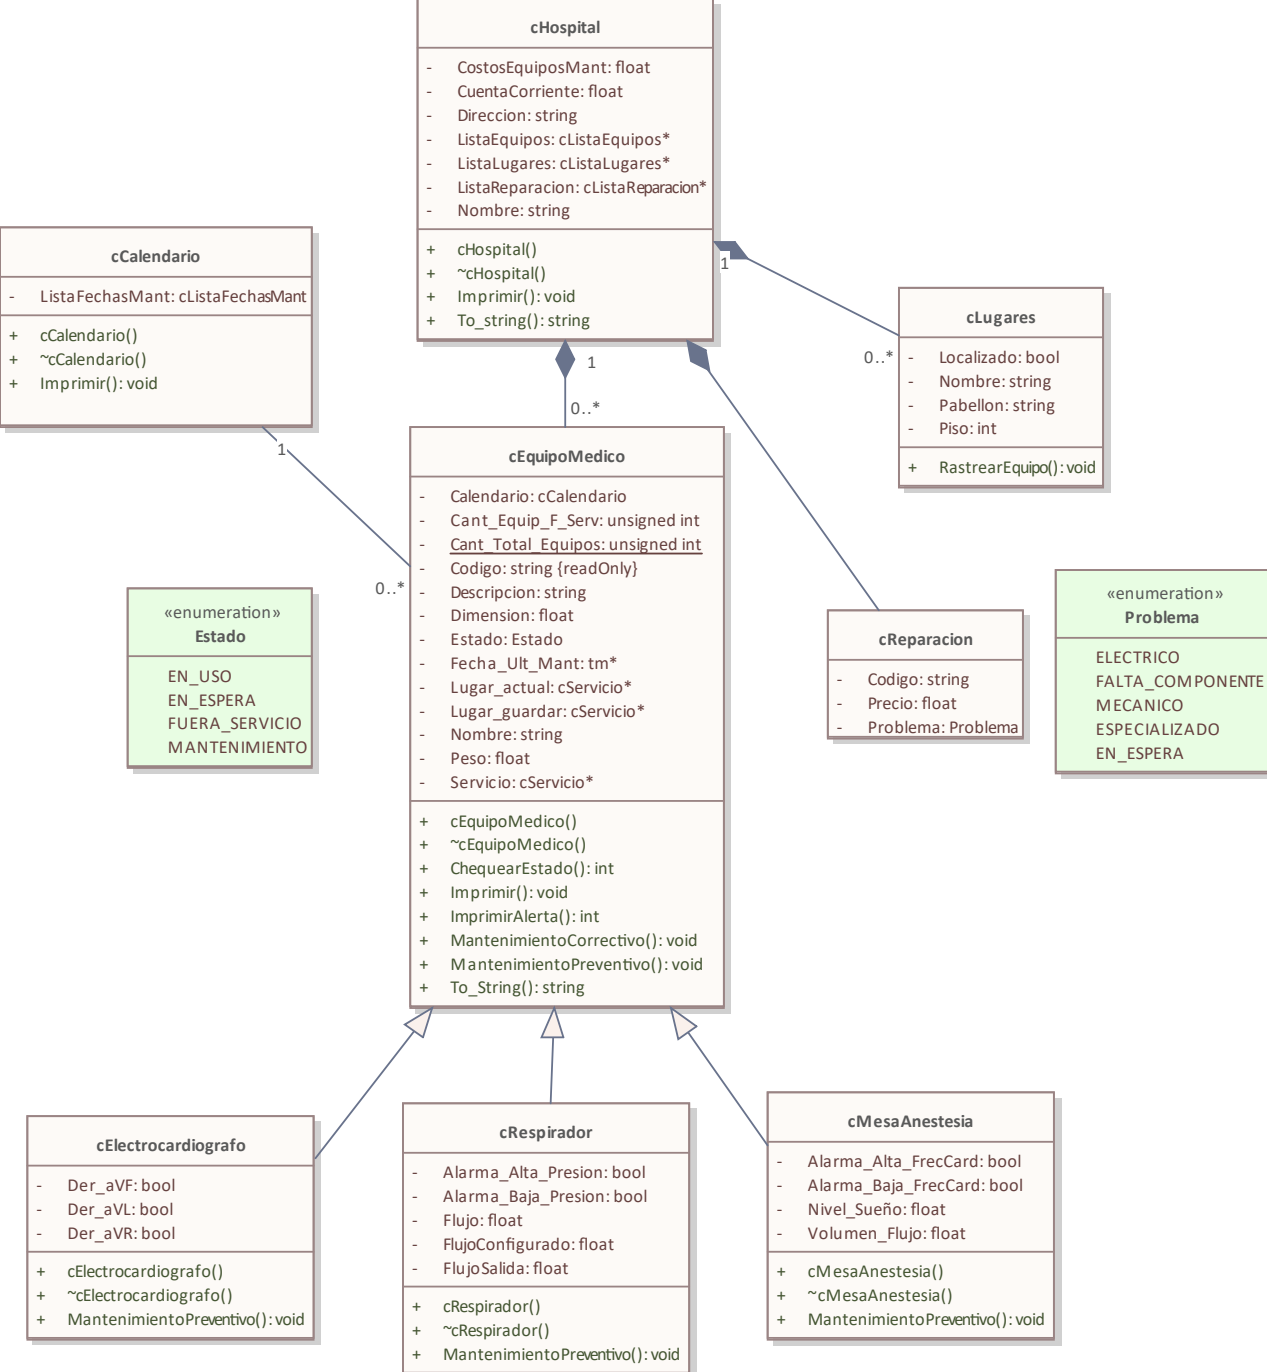 cHospital
- CostosEquiposMant: float
- CuentaCorriente: float
- Direccion: string
- ListaEquipos: cListaEquipos*
- ListaLugares: cListaLugares*
- ListaReparacion: cListaReparacion*
- Nombre: string
+ cHospital()
+ ~cHospital()
+ Imprimir(): void
+ To_string(): string
1
1
0..*
0..*
cCalendario
- ListaFechasMant: cListaFechasMant
+ cCalendario()
+ ~cCalendario()
+ Imprimir(): void
1
0..*
cLugares
- Localizado: bool
- Nombre: string
- Pabellon: string
- Piso: int
+ RastrearEquipo(): void
cEquipoMedico
- Calendario: cCalendario
- Cant_Equip_F_Serv: unsigned int
- Cant_Total_Equipos: unsigned int
- Codigo: string {readOnly}
- Descripcion: string
- Dimension: float
- Estado: Estado
- Fecha_Ult_Mant: tm*
- Lugar_actual: cServicio*
- Lugar_guardar: cServicio*
- Nombre: string
- Peso: float
- Servicio: cServicio*
+ cEquipoMedico()
+ ~cEquipoMedico()
+ ChequearEstado(): int
+ Imprimir(): void
+ ImprimirAlerta(): int
+ MantenimientoCorrectivo(): void
+ MantenimientoPreventivo(): void
+ To_String(): string
«enumeration»
Estado
EN_USO
EN_ESPERA
FUERA_SERVICIO
MANTENIMIENTO
cReparacion
- Codigo: string
- Precio: float
- Problema: Problema
«enumeration»
Problema
ELECTRICO
FALTA_COMPONENTE
MECANICO
ESPECIALIZADO
EN_ESPERA
cElectrocardiografo
- Der_aVF: bool
- Der_aVL: bool
- Der_aVR: bool
+ cElectrocardiografo()
+ ~cElectrocardiografo()
+ MantenimientoPreventivo(): void
cRespirador
- Alarma_Alta_Presion: bool
- Alarma_Baja_Presion: bool
- Flujo: float
- FlujoConfigurado: float
- FlujoSalida: float
+ cRespirador()
+ ~cRespirador()
+ MantenimientoPreventivo(): void
cMesaAnestesia
- Alarma_Alta_FrecCard: bool
- Alarma_Baja_FrecCard: bool
- Nivel_Sueño: float
- Volumen_Flujo: float
+ cMesaAnestesia()
+ ~cMesaAnestesia()
+ MantenimientoPreventivo(): void